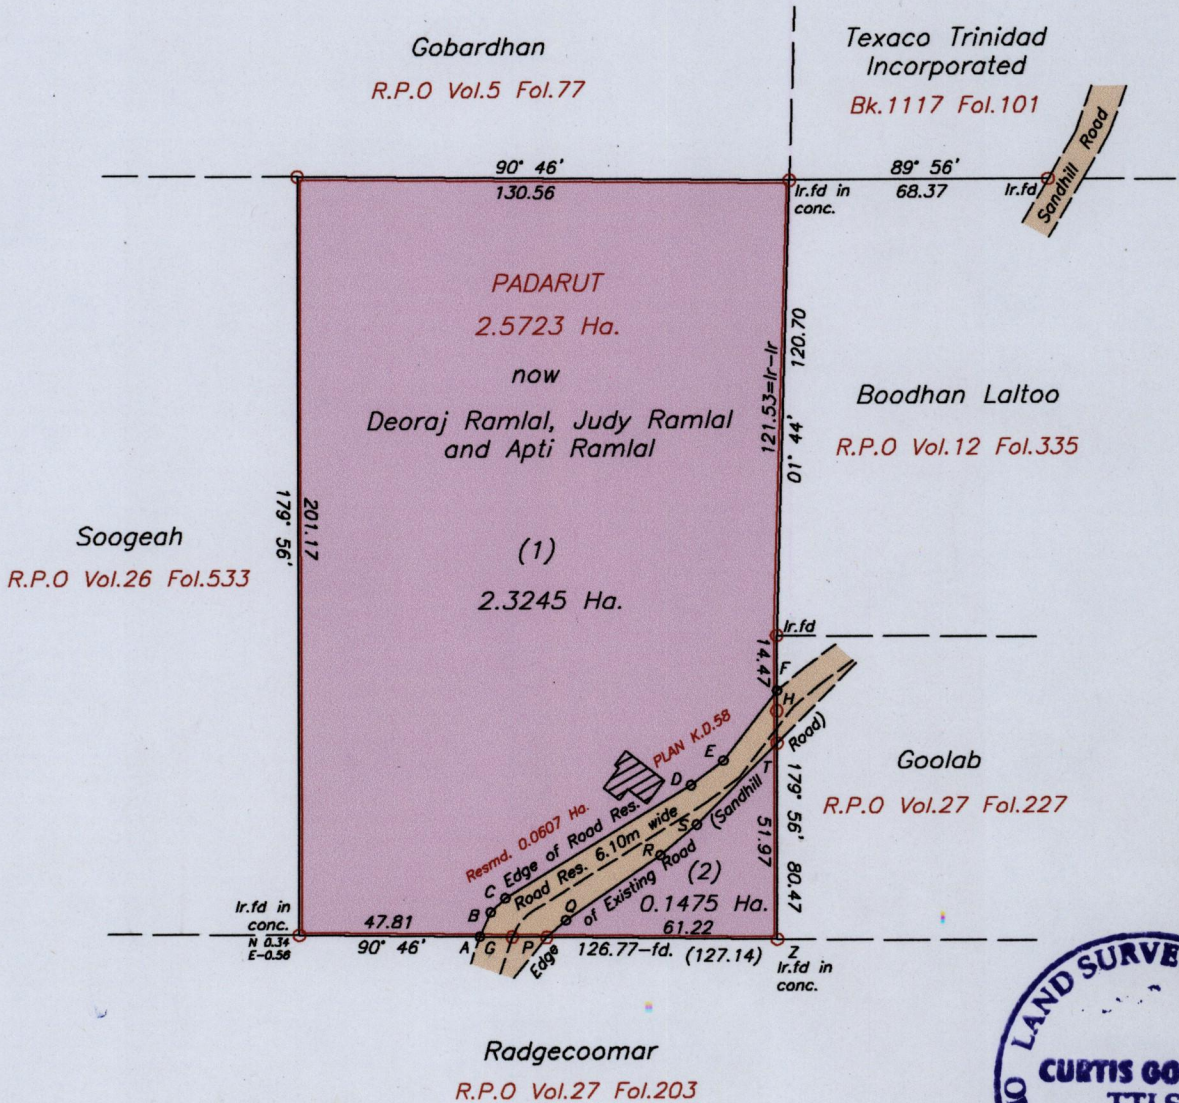 Gobardhan
R.P.O Vol.5 Fol.77
Texaco Trinidad
Incorporated
Bk.1117 Fol.101
Sandhill Road
90° 46'
130.56
89° 56'
68.37
Ir.fd in
conc.
Ir.fd
PADARUT
2.5723 Ha.
now
Deoraj Ramlal, Judy Ramlal
and Apti Ramlal
121.53=Ir-Ir
01° 44' 120.70
Boodhan Laltoo
R.P.O Vol.12 Fol.335
Soogeah
R.P.O Vol.26 Fol.533
201.17
179° 56'
(1)
2.3245 Ha.
Ir.fd
14.47
F
H
PLAN K.D.58
E
D
T
(Sandhill Road)
Goolab
R.P.O Vol.27 Fol.227
179° 56' 80.47
51.97
Resmd. 0.0607 Ha.
Edge of Road Res.
Road Res. 6.10m wide
S
R
C
B
Q
Edge of Existing Road
(2)
0.1475 Ha.
Ir.fd in
conc.
N 0.34
E-0.56
47.81
90° 46'
A
G
P
61.22
126.77-fd. (127.14)
Z
Ir.fd in
conc.
Radgecoomar
R.P.O Vol.27 Fol.203
LAND SURVE
CURTIS GO
TTLS